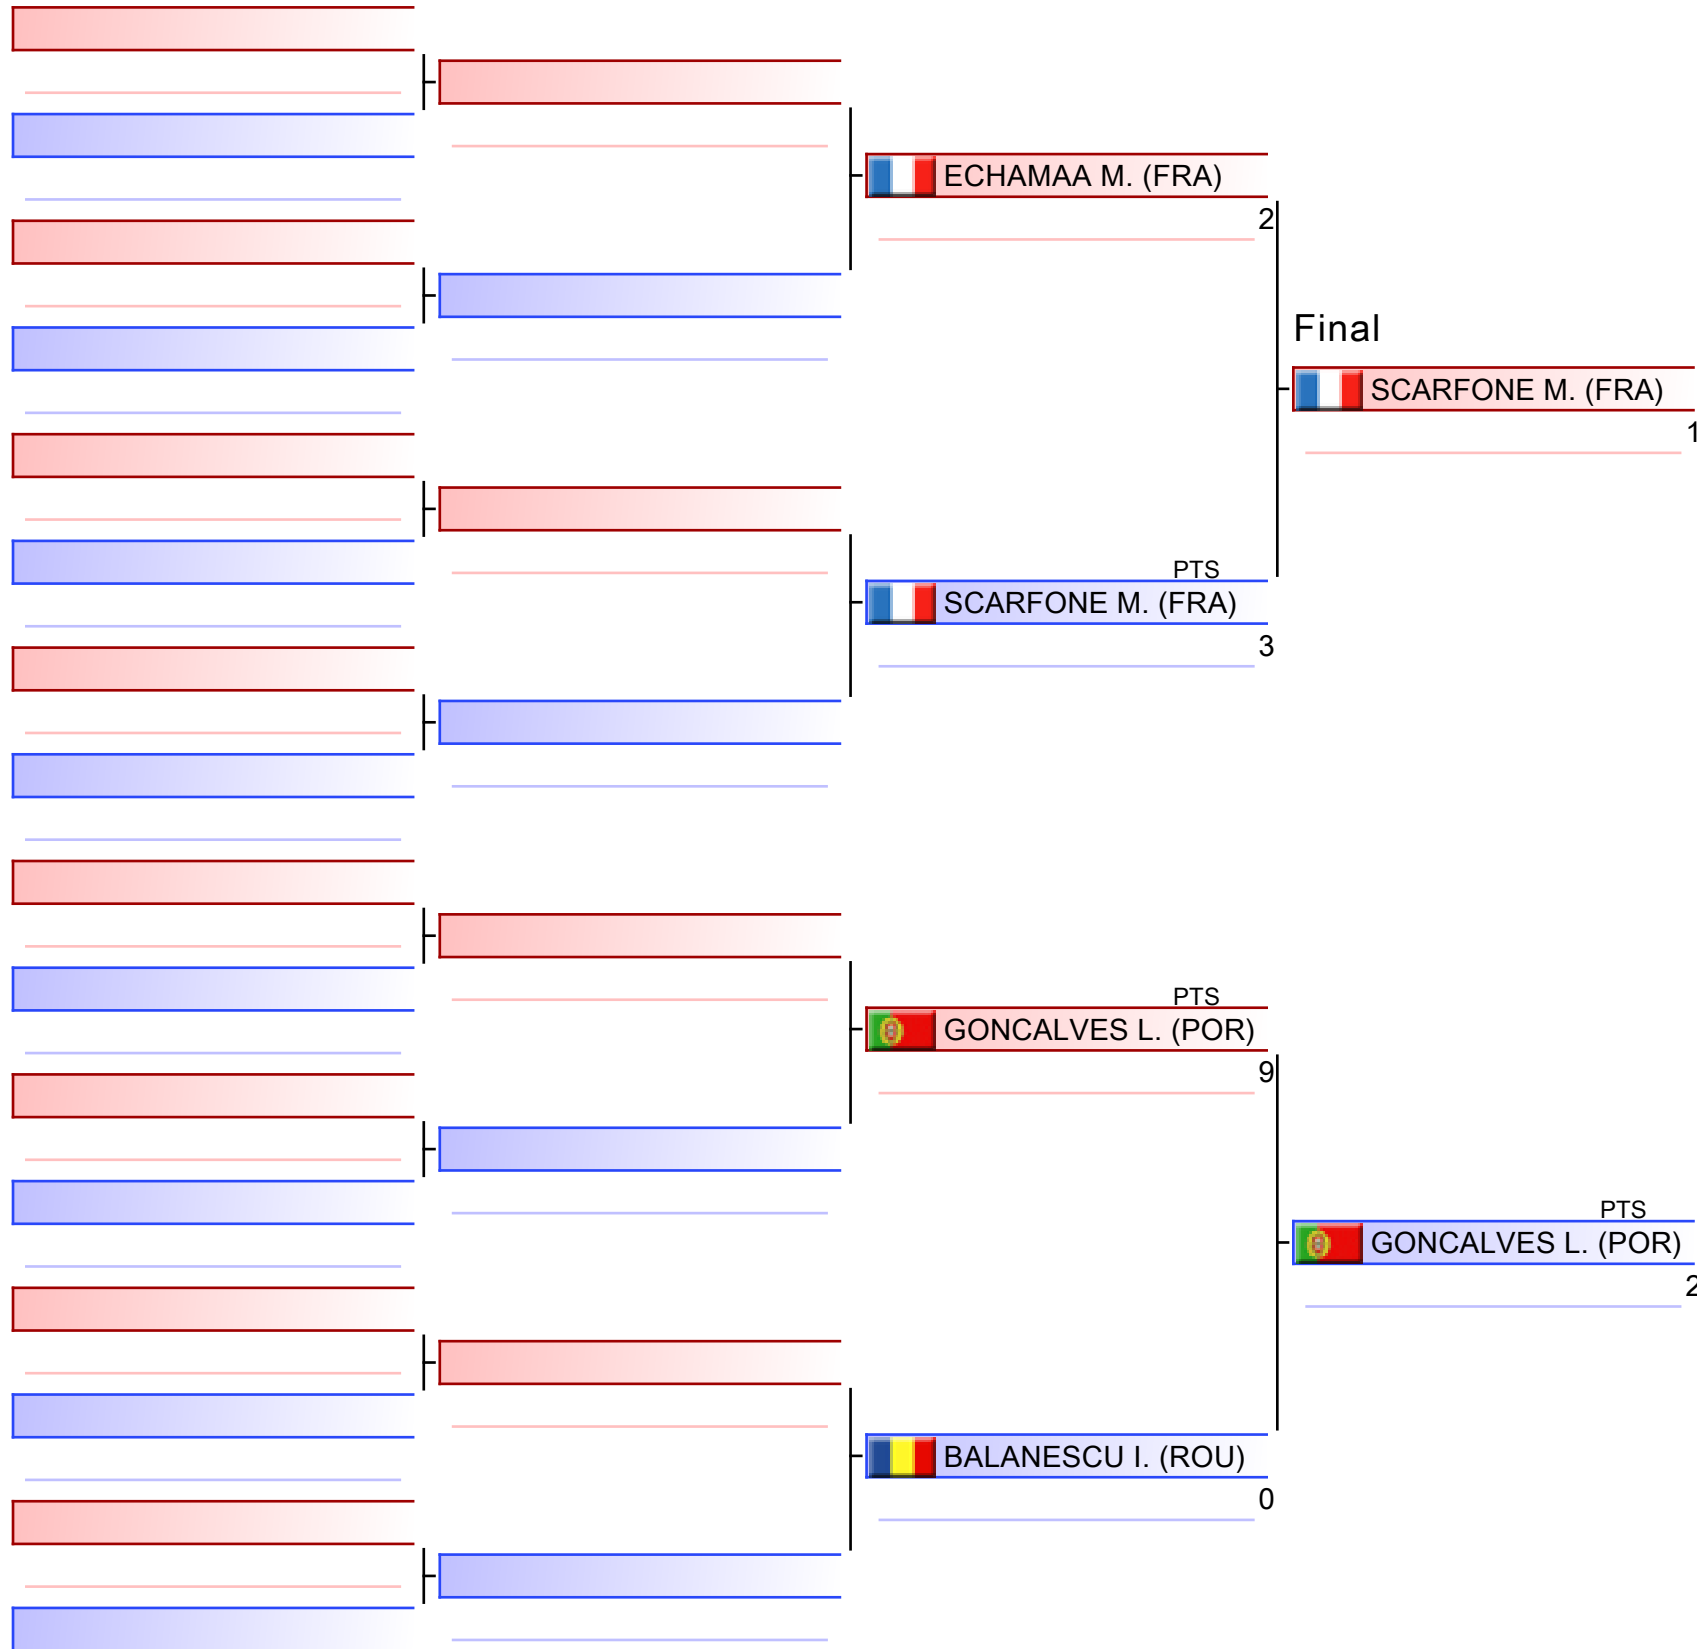 ECHAMAA M. (FRA)
2
Final
SCARFONE M. (FRA)
1
PTS
SCARFONE M. (FRA)
3
PTS
GONCALVES L. (POR)
9
PTS
GONCALVES L. (POR)
2
BALANESCU I. (ROU)
0